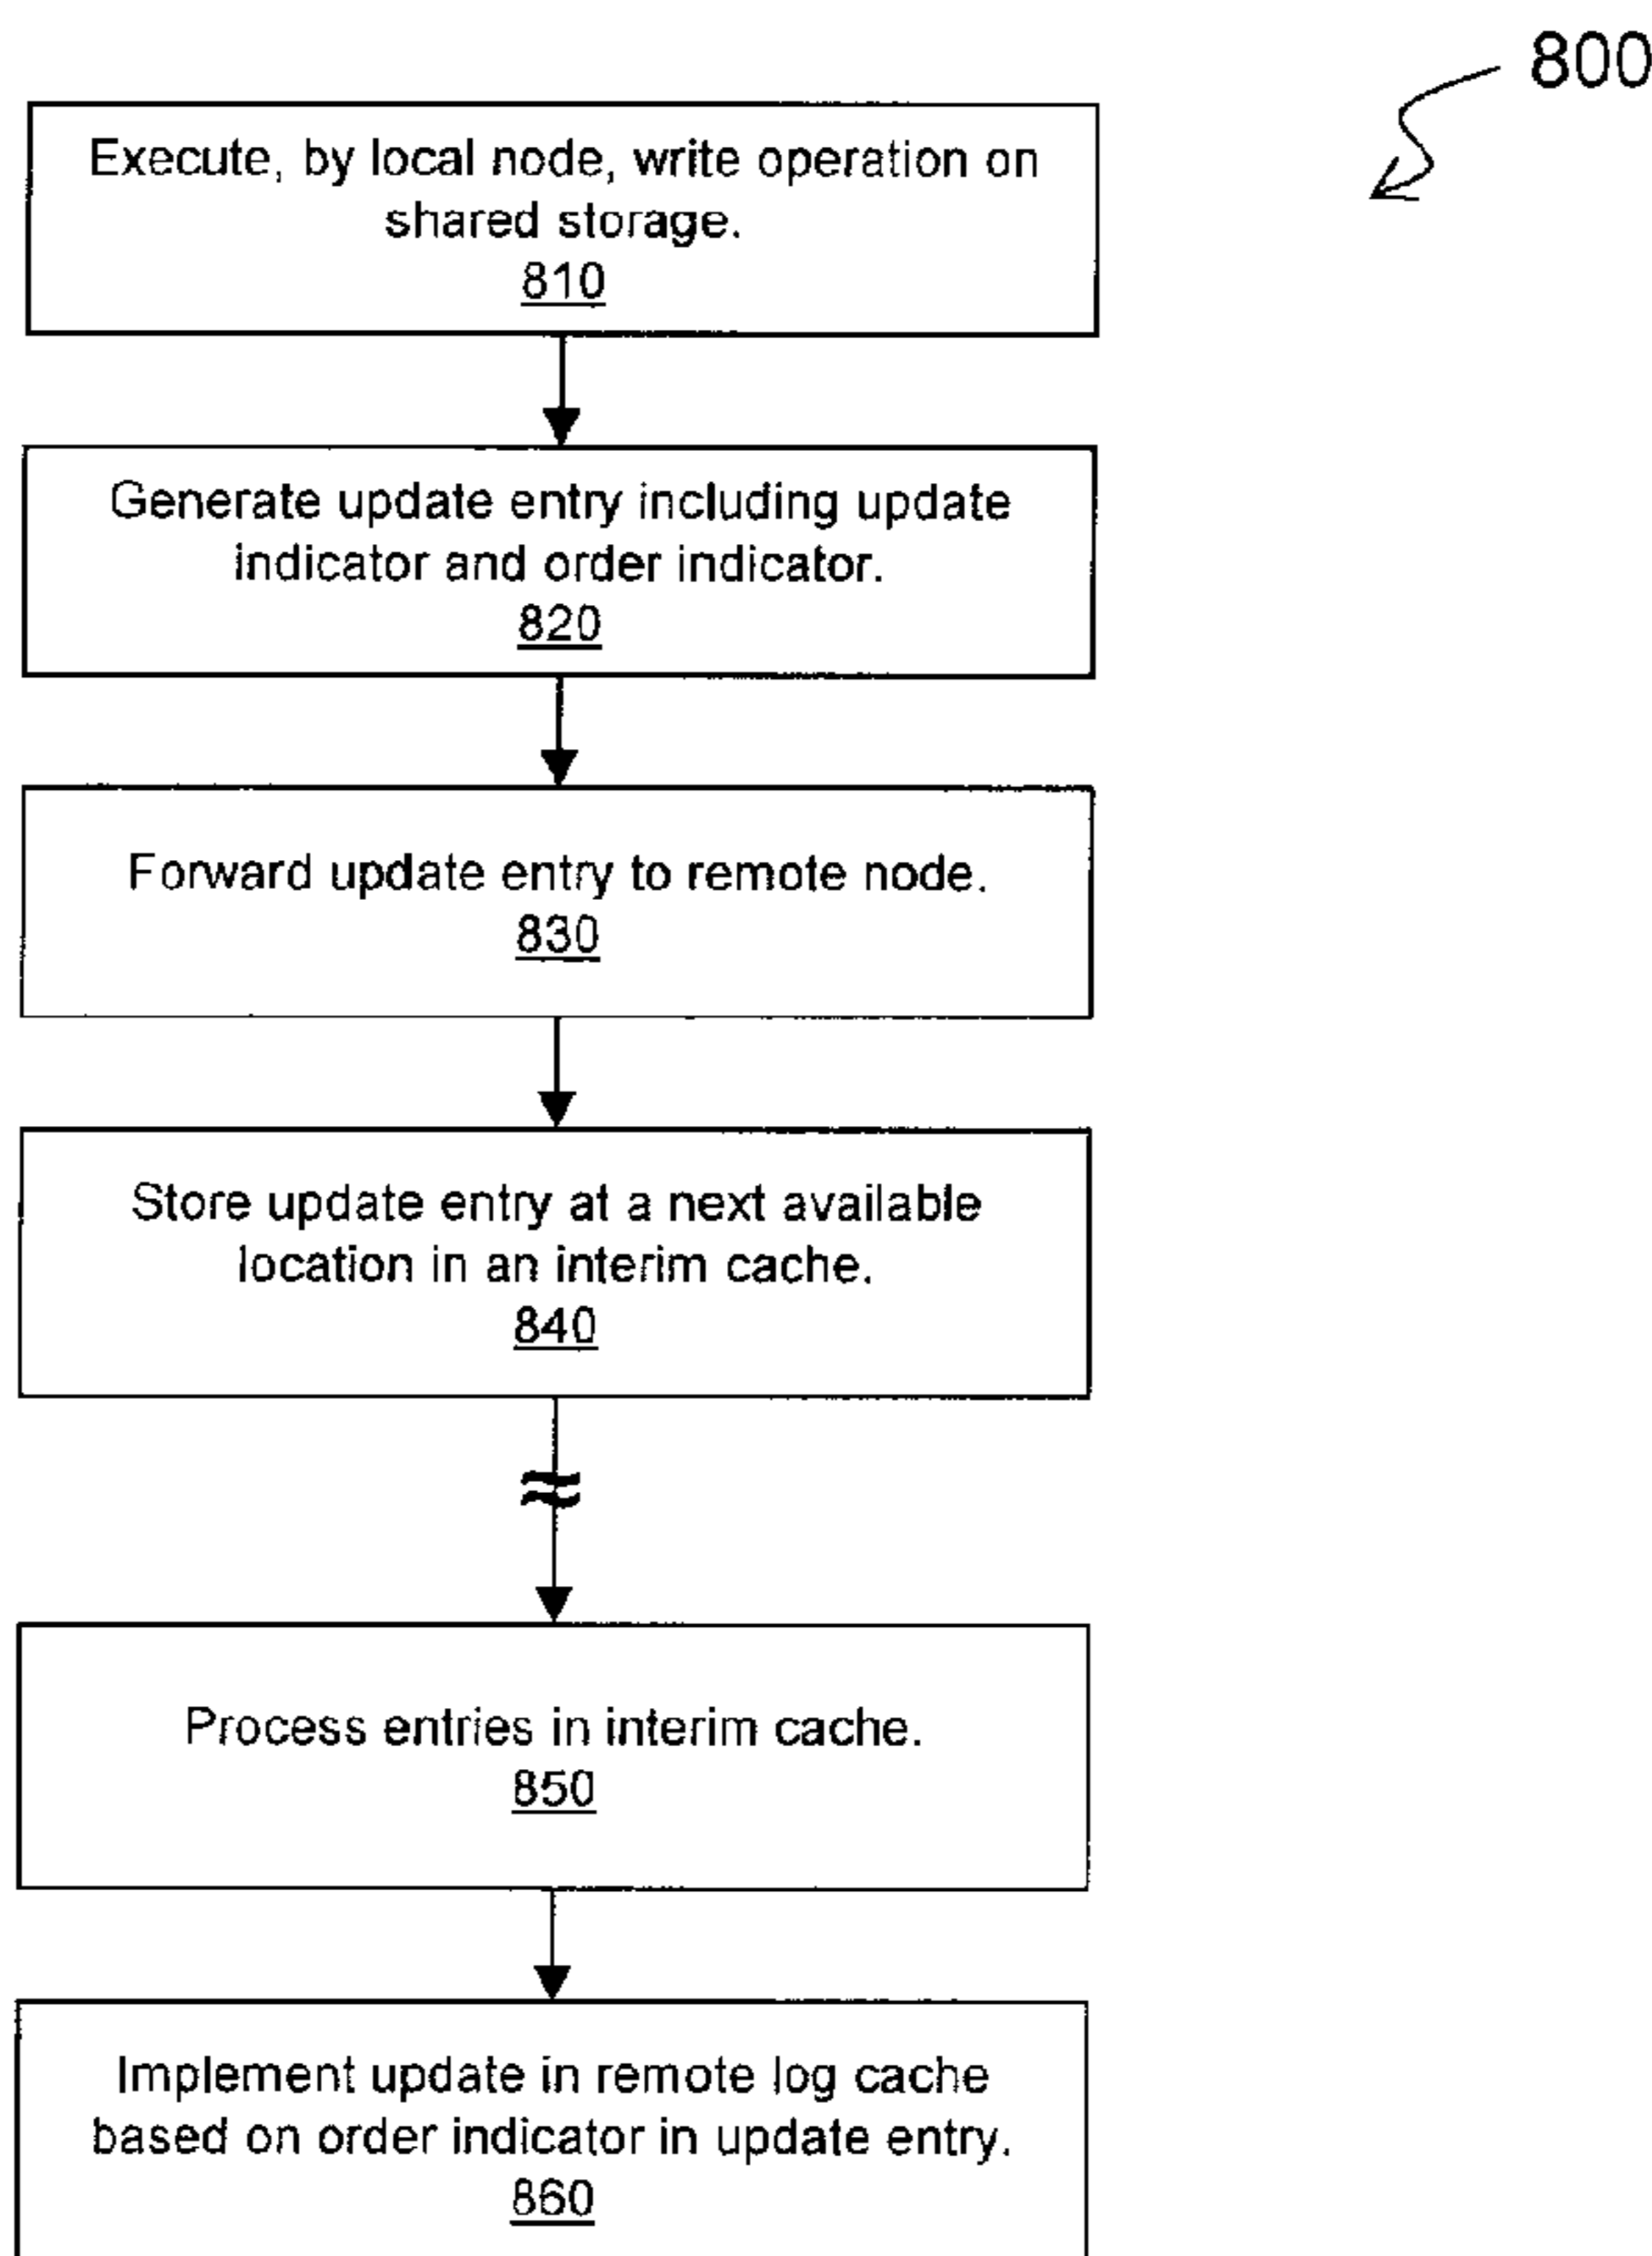 800
Execute, by local node, write operation on
shared storage.
810
Generate update entry including update
indicator and order indicator.
820
Forward update entry to remote node.
830
Store update entry at a next available
location in an interim cache.
840
Process entries in interim cache.
850
Implement update in remote log cache
based on order indicator in update entry.
860